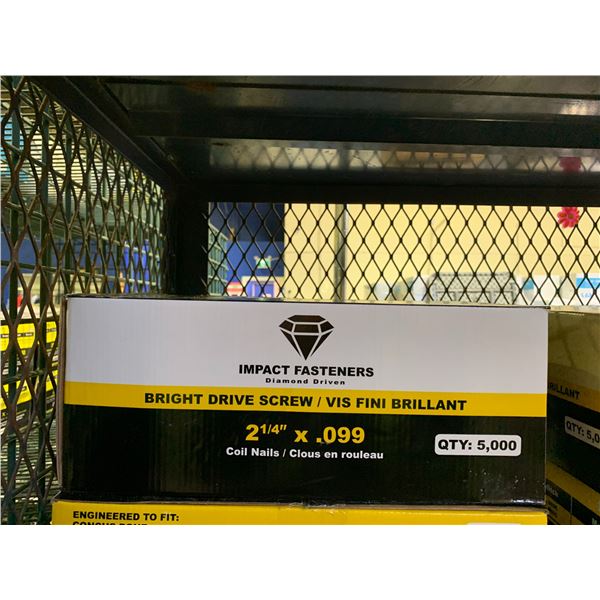 IMPACT FASTENERS
Diamond Driven
BRIGHT DRIVE SCREW / VIS FINI BRILLANT
2 1/4" x .099
Coil Nails / Clous en rouleau
QTY: 5,000
ENGINEERED TO FIT:
RILLANT
QTY: 5,0